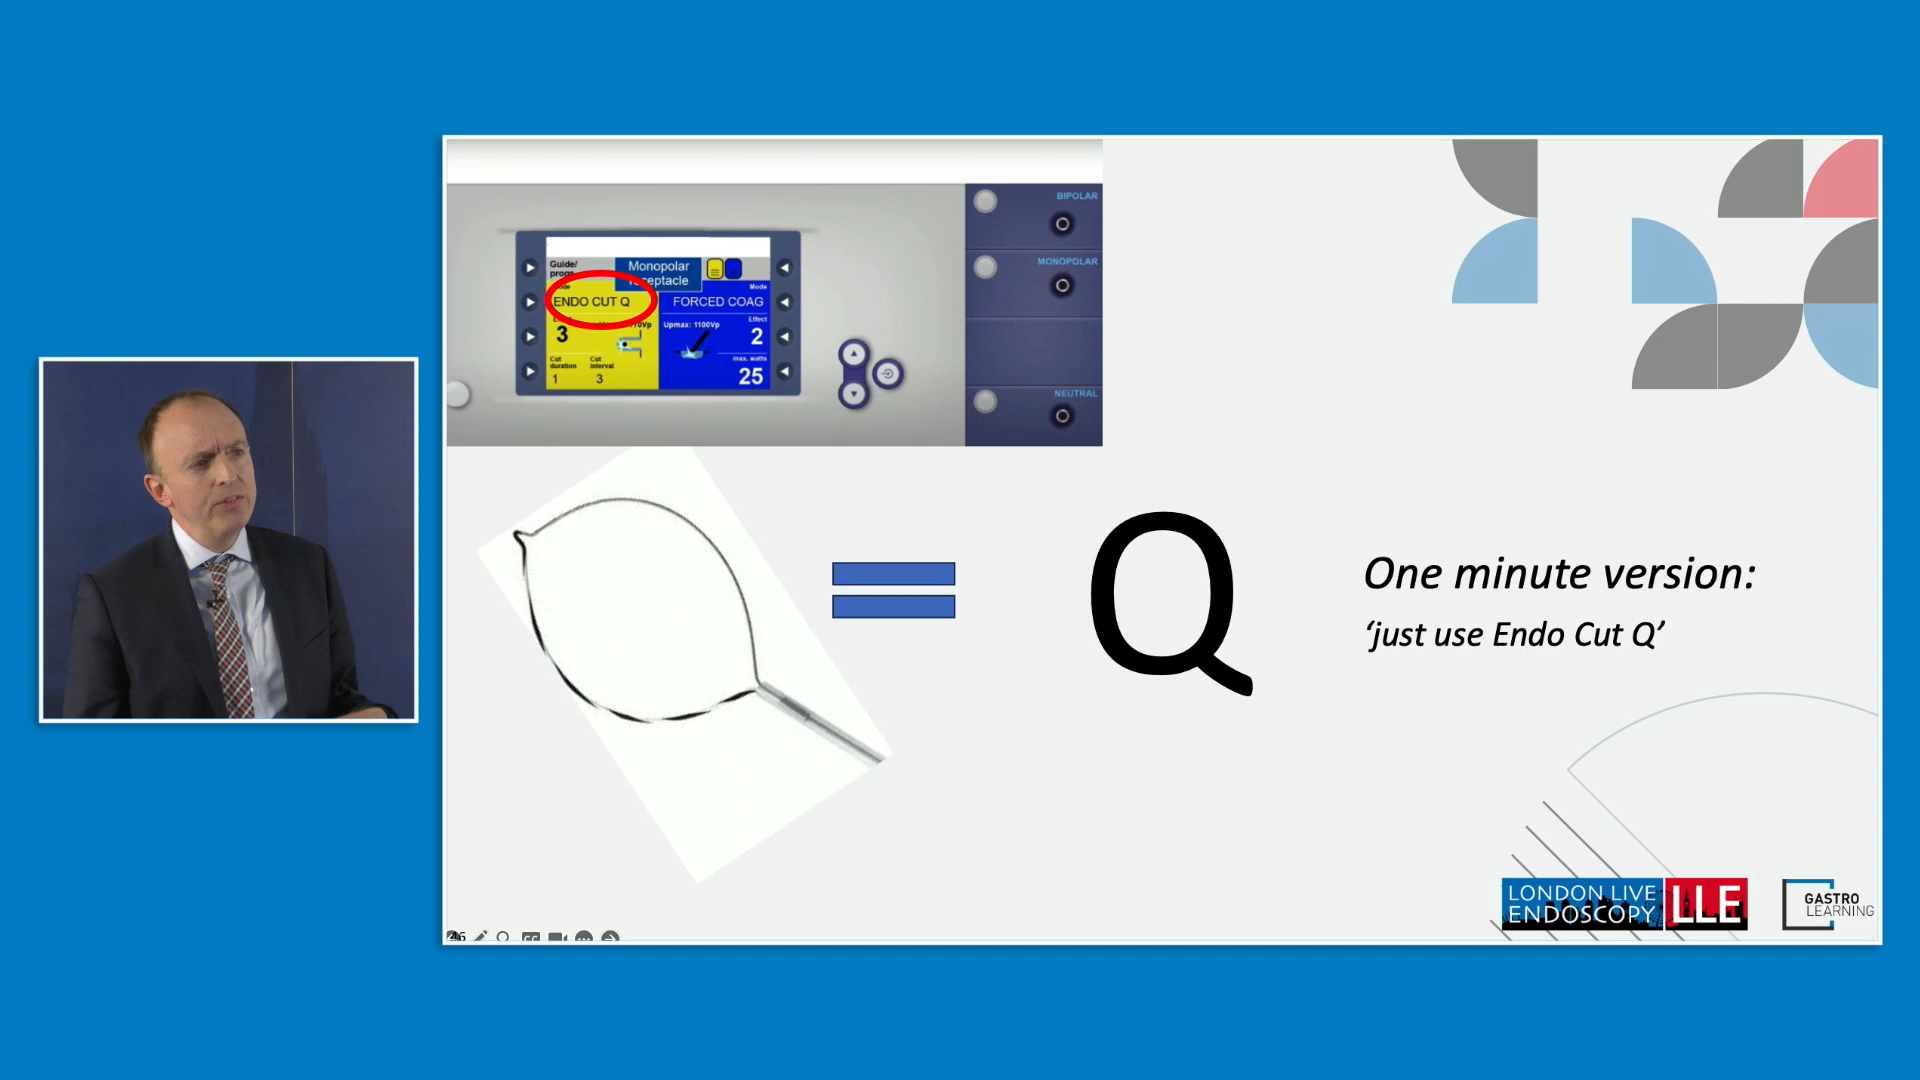 BIPOLAR
MONOPOLAR
NEUTRAL
Guide/
Monopolar
Mode
ENDO CUT Q
FORCED COAG
Upmax: 1100Vp
Effect
3
2
Cut
duration
Cut
interval
max. watts
1
3
25
Q
One minute version:
‘just use Endo Cut Q’
LONDON LIVE
ENDOSCOPY
LLE
GASTRO
LEARNING